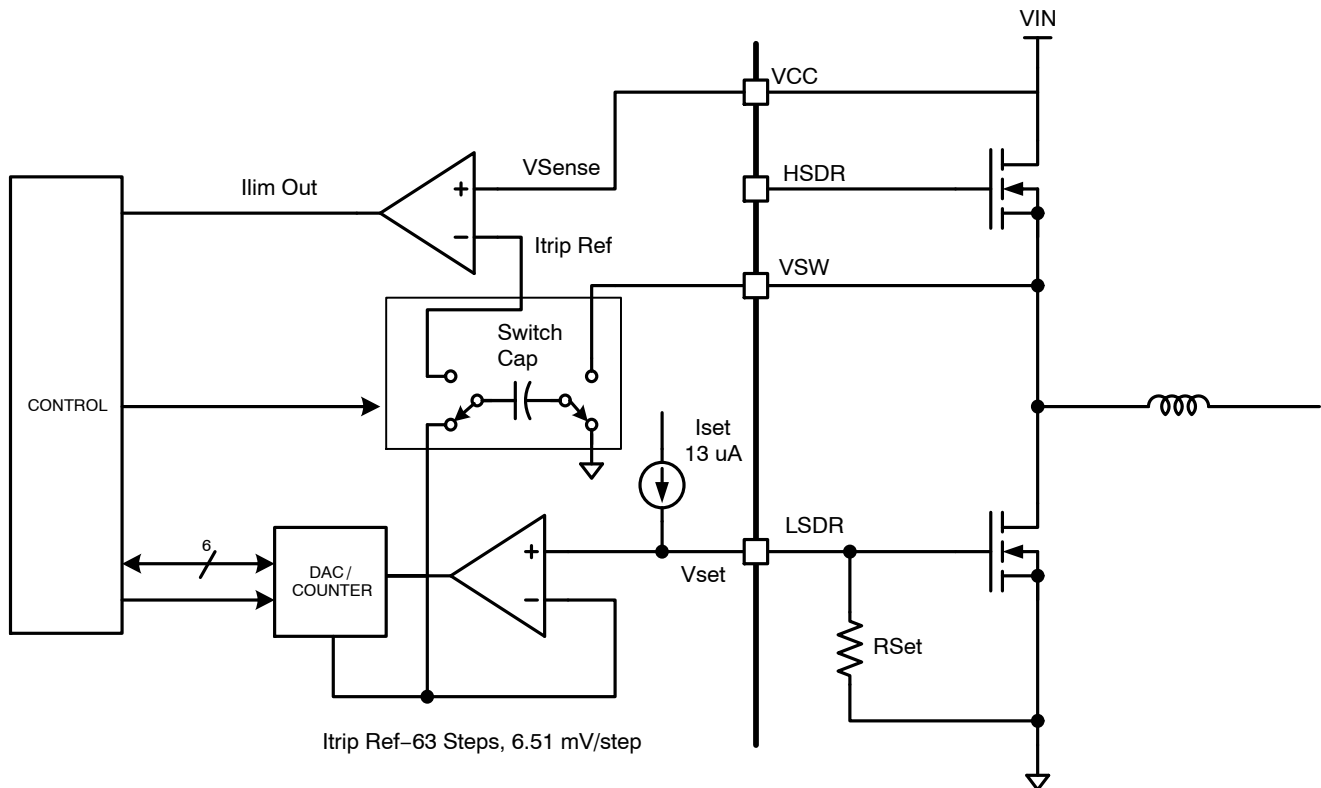 VIN
VCC
VSense
HSDR
Ilim Out
+
−
Itrip Ref
VSW
Switch
Cap
CONTROL
Iset
13 uA
LSDR
6
+
Vset
DAC/
COUNTER
−
RSet
Itrip Ref−63 Steps, 6.51 mV/step